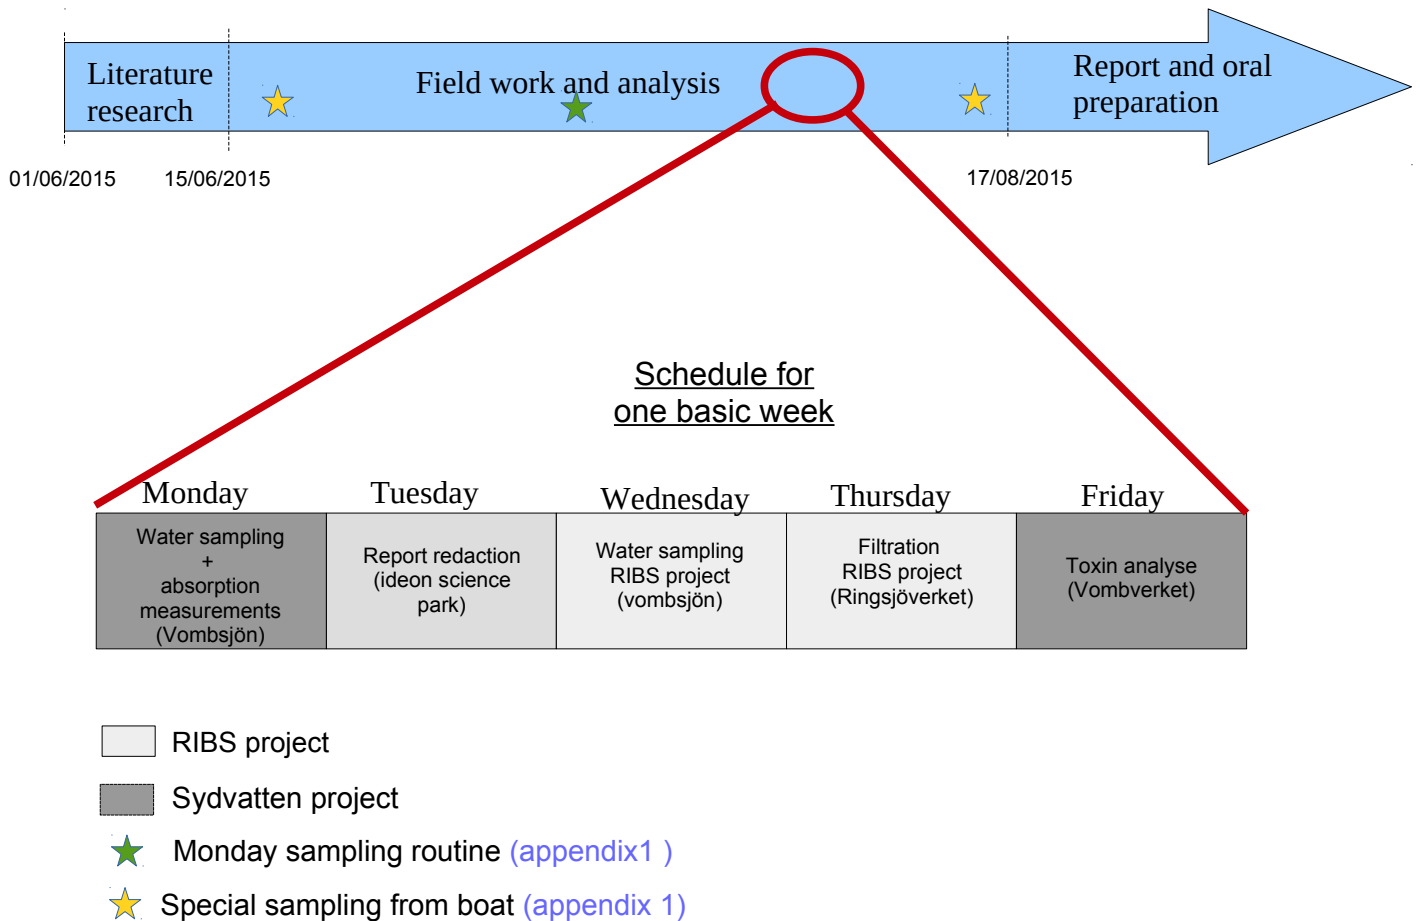 Literature
research
Field work and analysis
Report and oral
preparation
01/06/2015
15/06/2015
17/08/2015
Schedule for
one basic week
Monday
Tuesday
Wednesday
Thursday
Friday
Water sampling
+
absorption
measurements
(Vombsjön)
Report redaction
(ideon science
park)
Water sampling
RIBS project
(vombsjön)
Filtration
RIBS project
(Ringsjöverket)
Toxin analyse
(Vombverket)
RIBS project
Sydvatten project
Monday sampling routine (appendix1 )
Special sampling from boat (appendix 1)